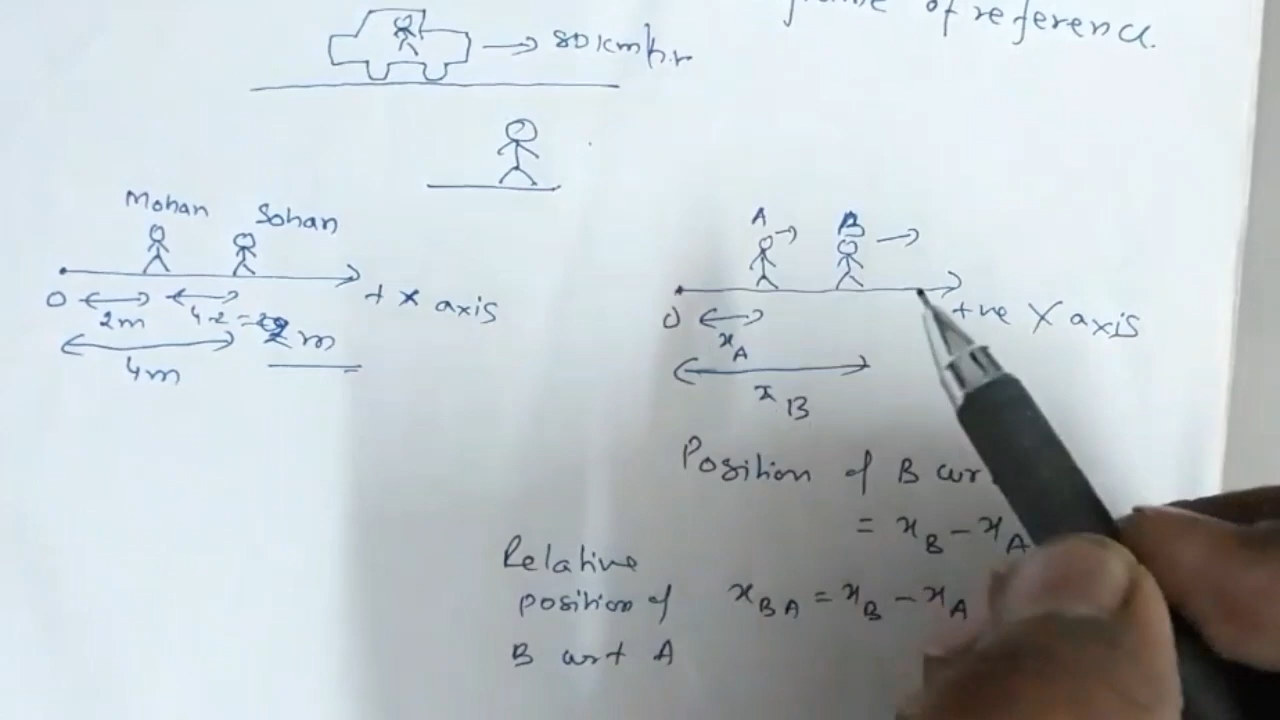 of reference.
80 km/hr
Mohan Sohan
0 2m 4-2 = 2m
4m
+ x axis
A B
0 x_A
x_B
+ve X axis
Position of B wr
= x_B - x_A
Relative
position of x_BA = x_B - x_A
B wrt A